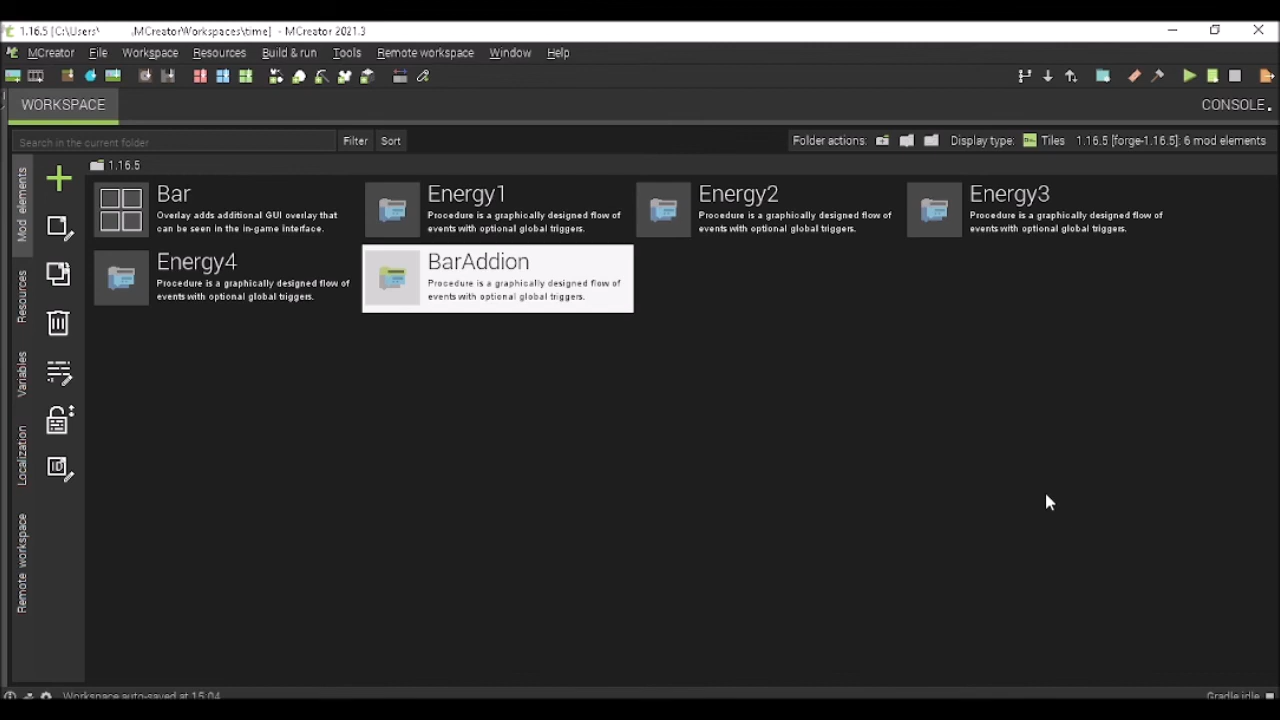 1.16.5 [C:\Users\ .MCreatorWorkspaces\time] - MCreator 2021.3
MCreator File Workspace Resources Build & run Tools Remote workspace Window Help
WORKSPACE
CONSOLE
Search in the current folder
Filter
Sort
Folder actions:
Display type:
Tiles
1.16.5 [forge-1.16.5]: 6 mod elements
1.16.5
Mod elements
Resources
Variables
Localization
Remote workspace
Bar
Overlay adds additional GUI overlay that
can be seen in the in-game interface.
Energy1
Procedure is a graphically designed flow of
events with optional global triggers.
Energy2
Procedure is a graphically designed flow of
events with optional global triggers.
Energy3
Procedure is a graphically designed flow of
events with optional global triggers.
Energy4
Procedure is a graphically designed flow of
events with optional global triggers.
BarAddion
Procedure is a graphically designed flow of
events with optional global triggers.
ID
Workspace auto-saved at 15:04
Gradle idle